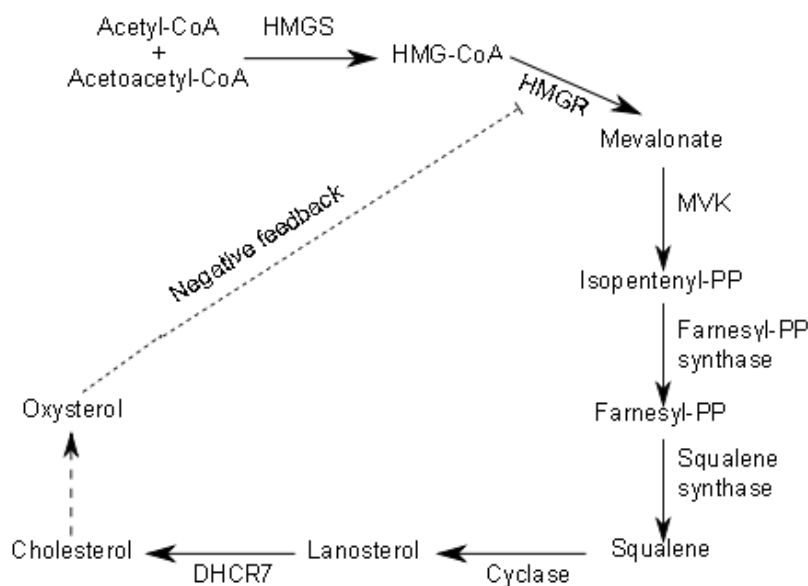 Acetyl-CoA
+
Acetoacetyl-CoA
HMGS
HMG-CoA
HMGR
Mevalonate
MVK
Isopentenyl-PP
Farnesyl-PP
synthase
Farnesyl-PP
Squalene
synthase
Squalene
Cyclase
Lanosterol
DHCR7
Cholesterol
Oxysterol
Negative feedback